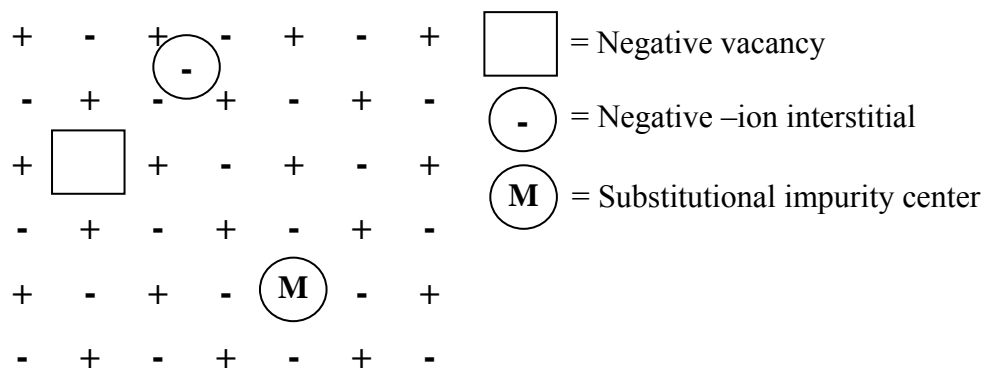 + - + - + - +
-
- + - + - + -
+ + - + - +
- + - + - + -
+ - + - M - +
- + - + - + -
= Negative vacancy
- = Negative –ion interstitial
M = Substitutional impurity center